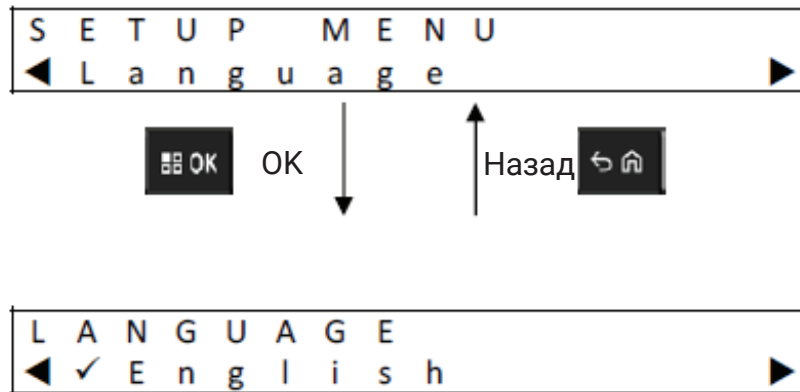 SETUP MENU
◀ Language ▶
OK OK Назад
LANGUAGE
◀ ✓ English ▶